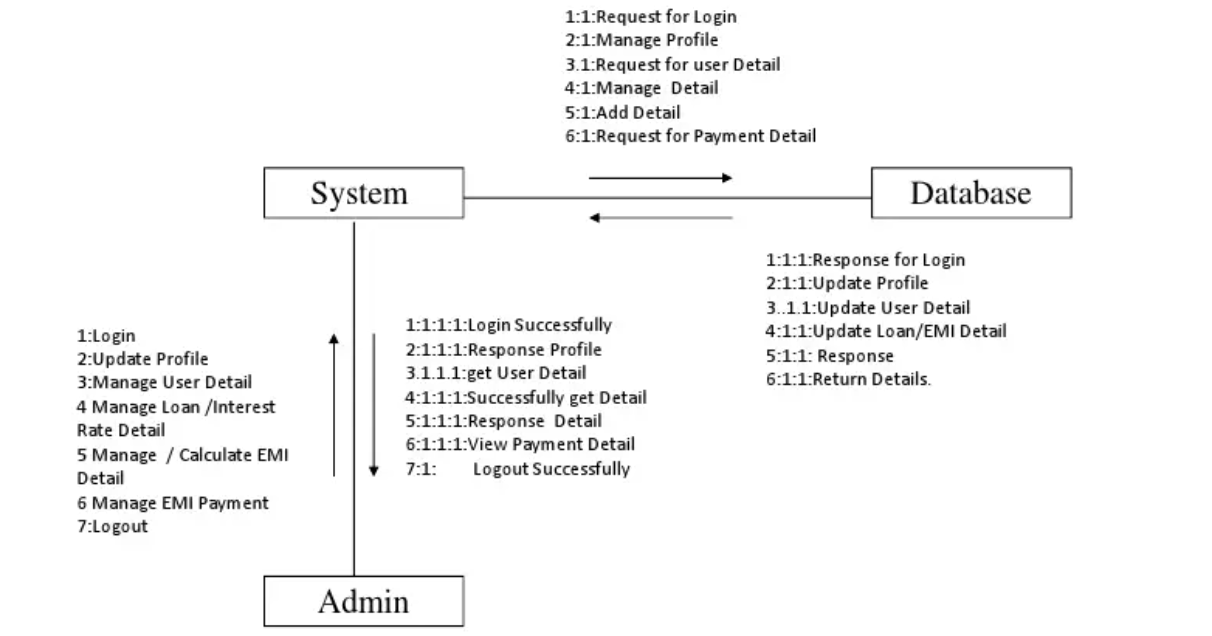 1:1:Request for Login
2:1:Manage Profile
3.1:Request for user Detail
4:1:Manage  Detail
5:1:Add Detail
6:1:Request for Payment Detail
System
Database
1:1:1:Response for Login
2:1:1:Update Profile
3..1.1:Update User Detail
4:1:1:Update Loan/EMI Detail
5:1:1: Response
6:1:1:Return Details.
1:Login
2:Update Profile
3:Manage User Detail
4 Manage Loan /Interest
Rate Detail
5 Manage  / Calculate EMI
Detail
6 Manage EMI Payment
7:Logout
1:1:1:1:Login Successfully
2:1:1:1:Response Profile
3.1.1.1:get User Detail
4:1:1:1:Successfully get Detail
5:1:1:1:Response  Detail
6:1:1:1:View Payment Detail
7:1:       Logout Successfully
Admin